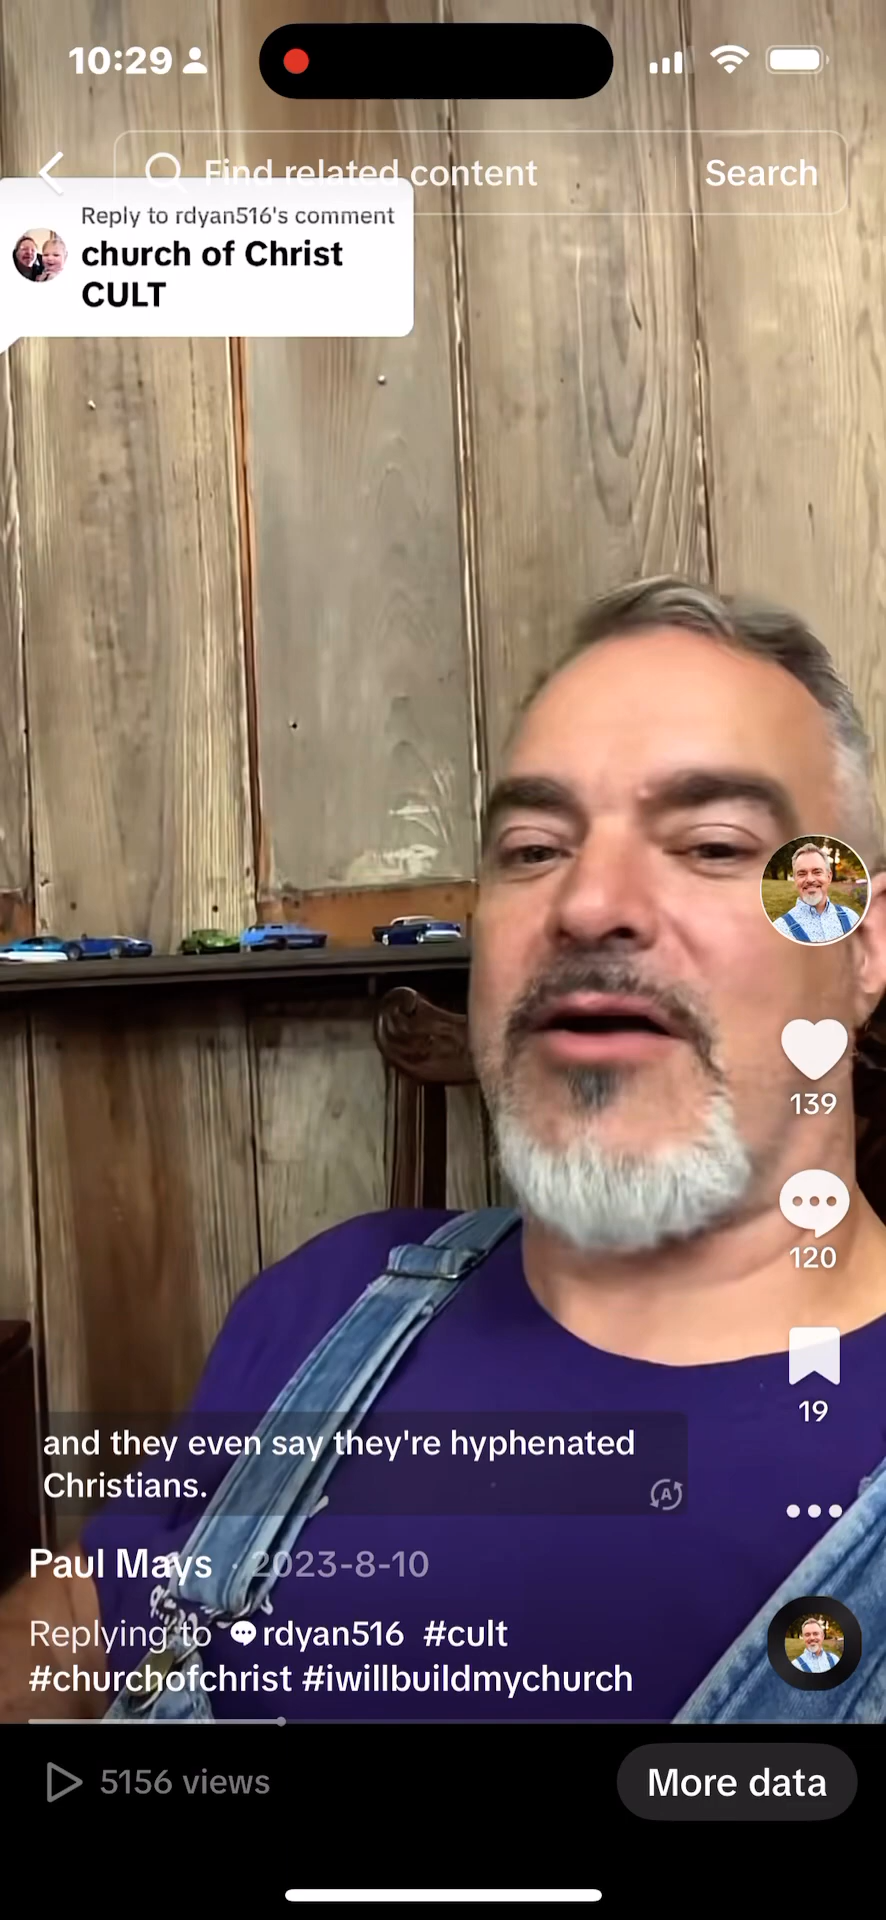 10:29
Find related content
Search
Reply to rdyan516's comment
church of Christ
CULT
139
120
19
and they even say they're hyphenated
Christians.
A
Paul Mays · 2023-8-10
Replying to rdyan516 #cult
#churchofchrist #iwillbuildmychurch
5156 views
More data